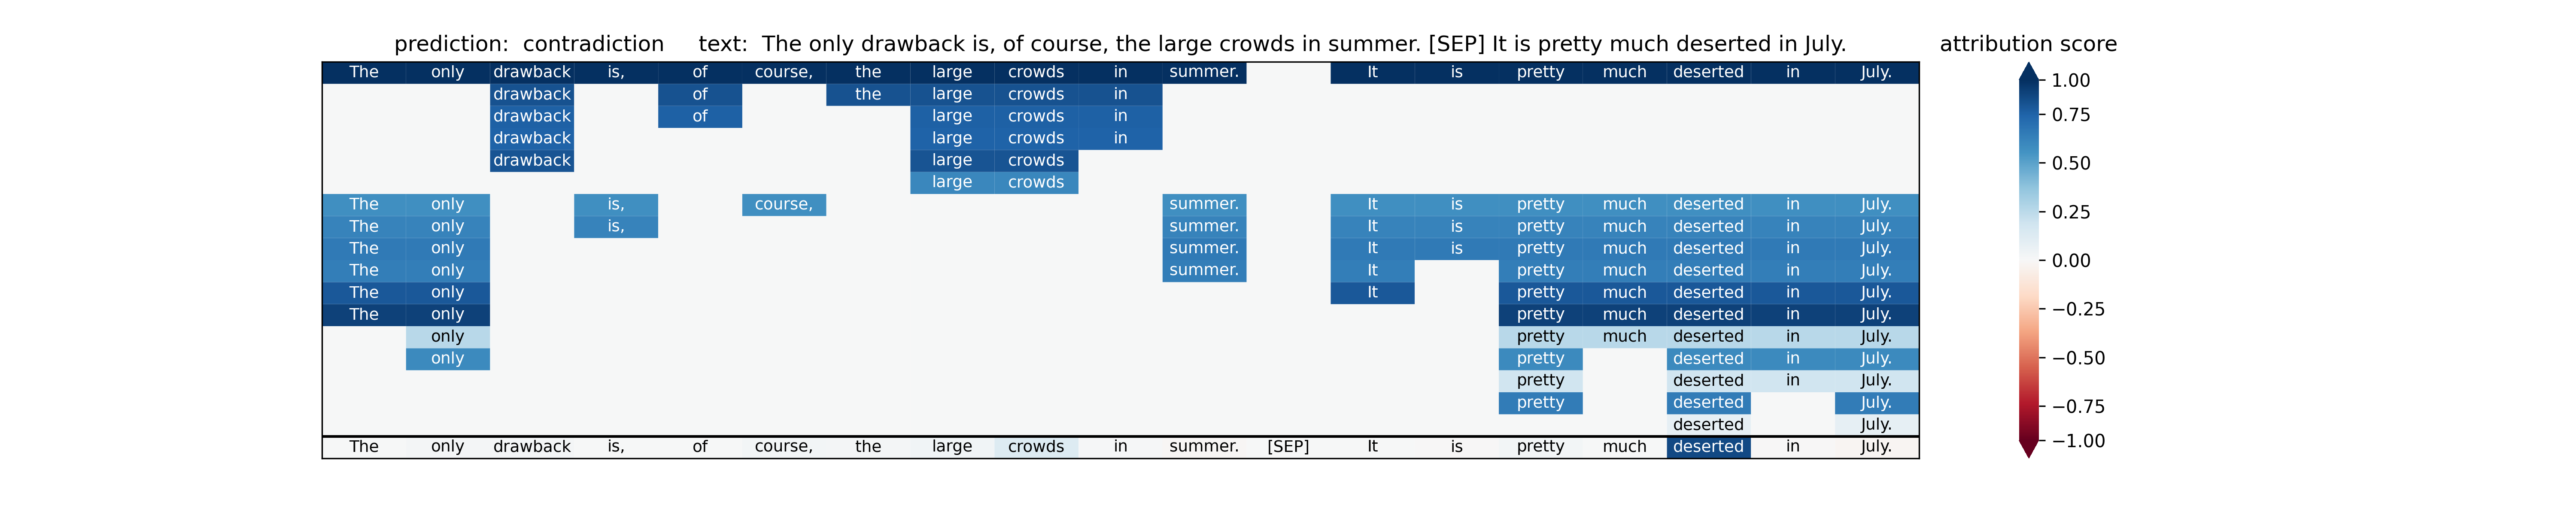 prediction:  contradiction     text:  The only drawback is, of course, the large crowds in summer. [SEP] It is pretty much deserted in July.
attribution score
The only drawback is, of course, the large crowds in summer. It is pretty much deserted in July.
drawback of the large crowds in
drawback of large crowds in
drawback large crowds in
drawback large crowds
large crowds
The only is, course, summer. It is pretty much deserted in July.
The only is, summer. It is pretty much deserted in July.
The only summer. It is pretty much deserted in July.
The only summer. It pretty much deserted in July.
The only It pretty much deserted in July.
The only pretty much deserted in July.
only pretty much deserted in July.
only pretty deserted in July.
pretty deserted in July.
pretty deserted July.
deserted July.
The only drawback is, of course, the large crowds in summer. [SEP] It is pretty much deserted in July.
1.00
0.75
0.50
0.25
0.00
−0.25
−0.50
−0.75
−1.00